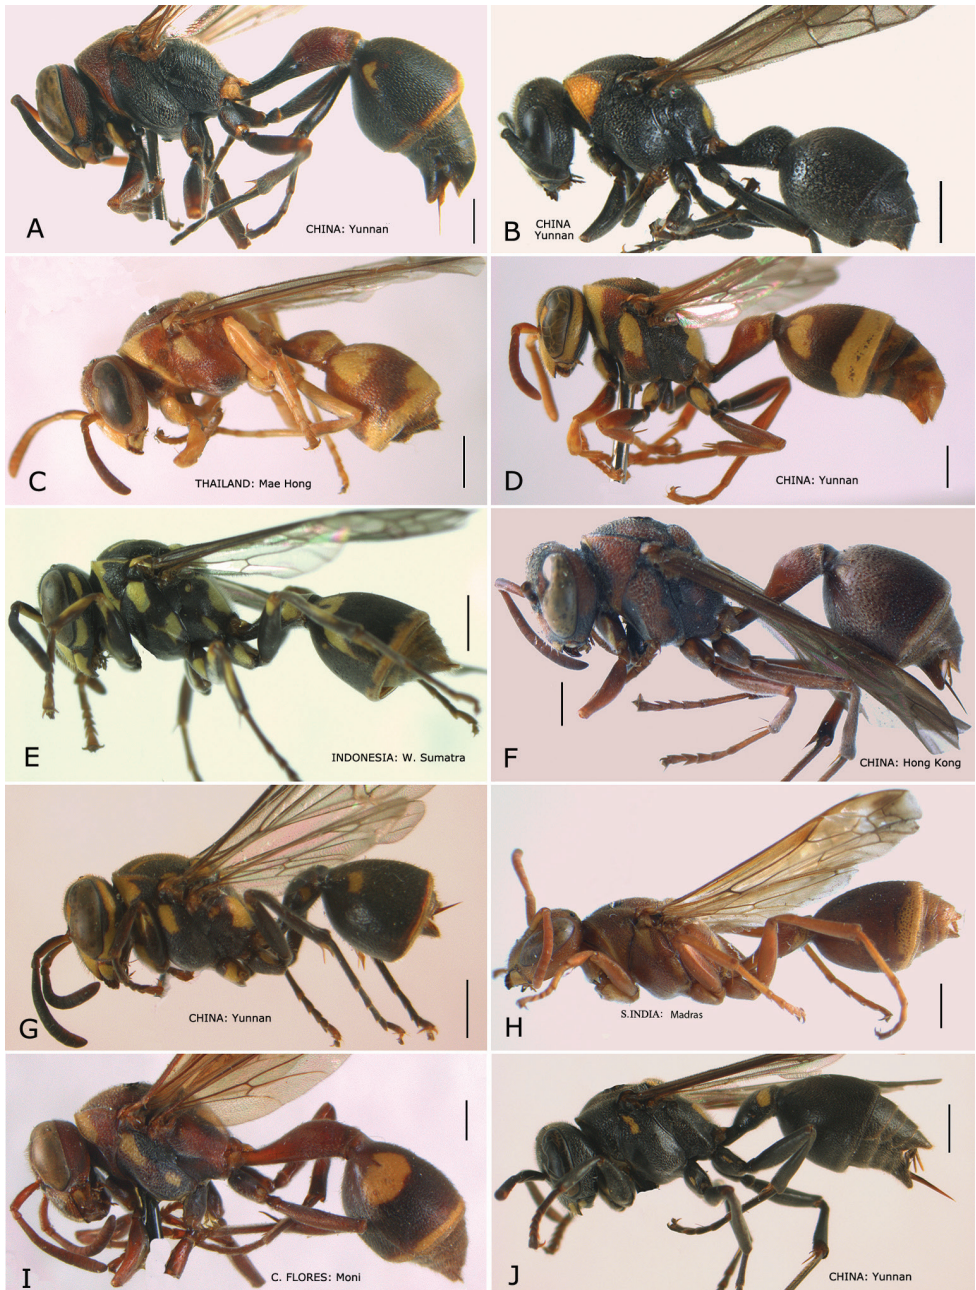 A
CHINA: Yunnan
B
CHINA
Yunnan
C
THAILAND: Mae Hong
D
CHINA: Yunnan
E
INDONESIA: W. Sumatra
F
CHINA: Hong Kong
G
CHINA: Yunnan
H
S.INDIA: Madras
I
C. FLORES: Moni
J
CHINA: Yunnan